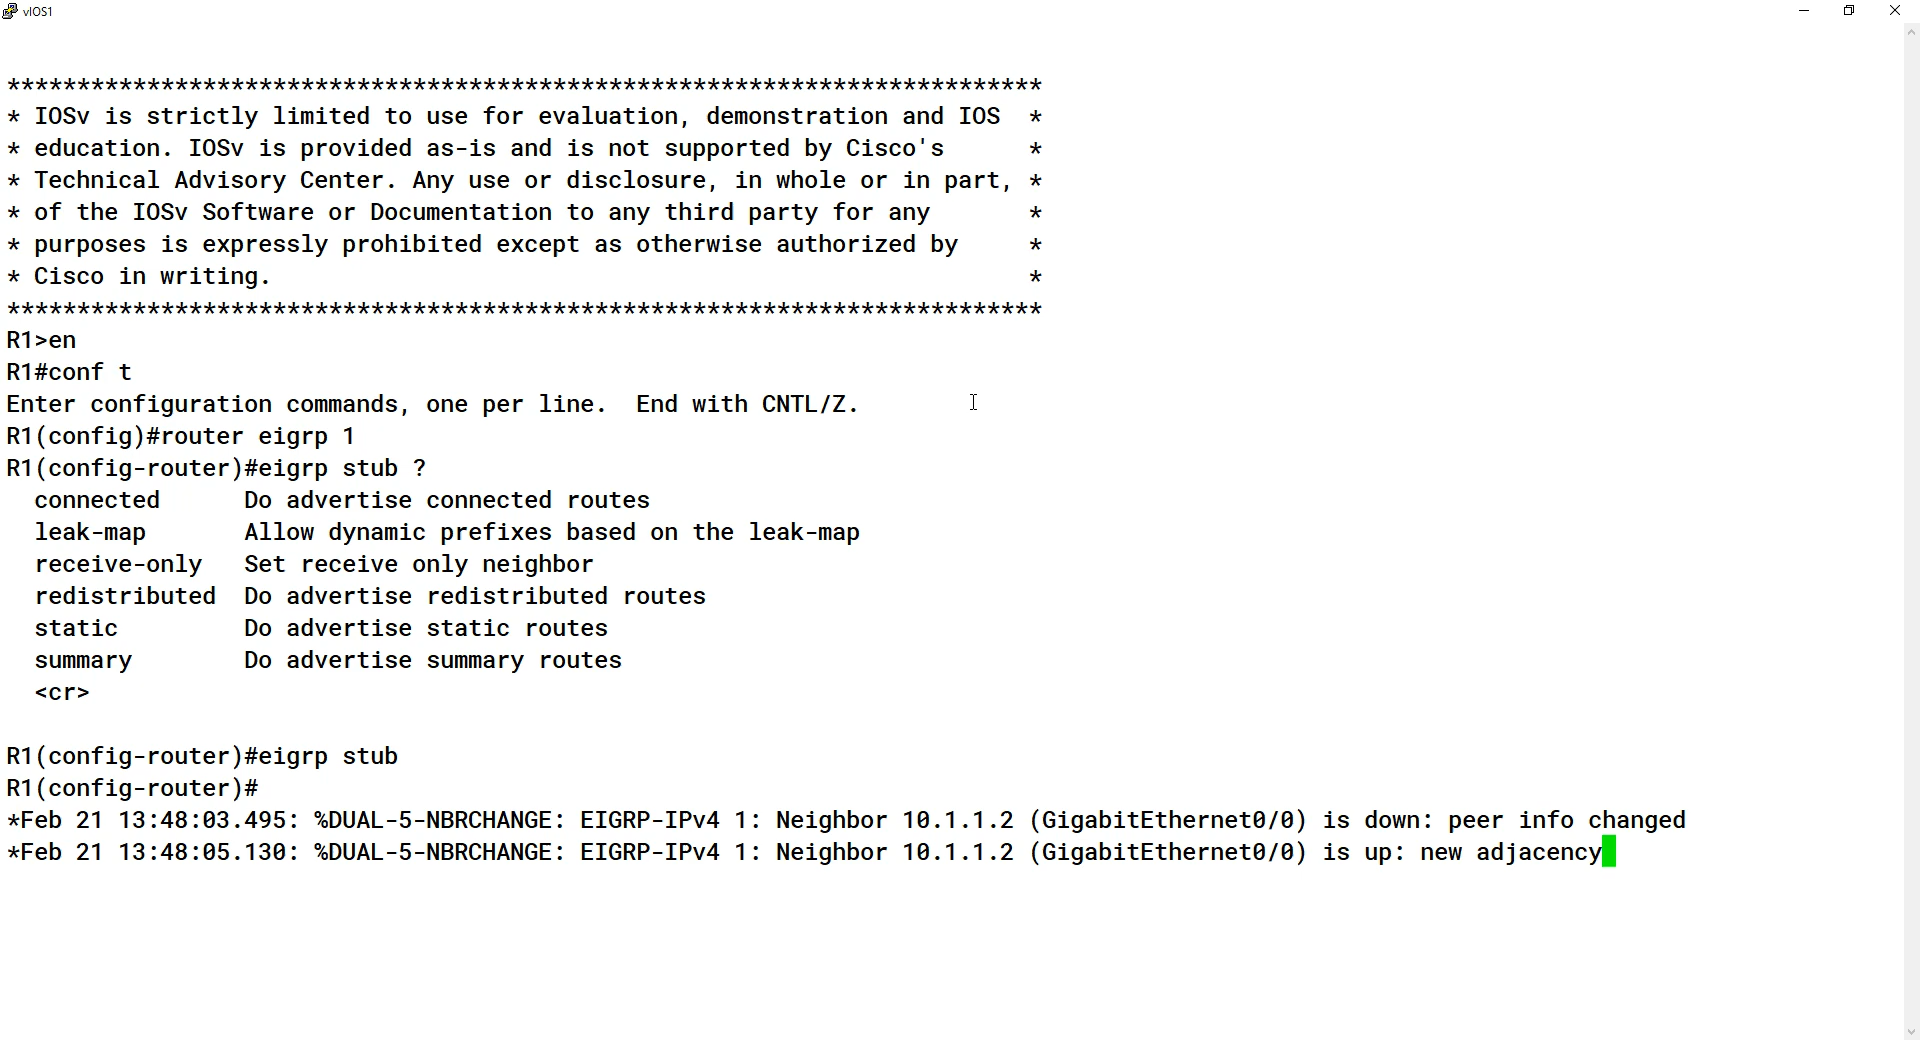 vIOS1
**************************************************************************
* IOSv is strictly limited to use for evaluation, demonstration and IOS  *
* education. IOSv is provided as-is and is not supported by Cisco's      *
* Technical Advisory Center. Any use or disclosure, in whole or in part, *
* of the IOSv Software or Documentation to any third party for any       *
* purposes is expressly prohibited except as otherwise authorized by     *
* Cisco in writing.                                                      *
**************************************************************************
R1>en
R1#conf t
Enter configuration commands, one per line.  End with CNTL/Z.
R1(config)#router eigrp 1
R1(config-router)#eigrp stub ?
  connected      Do advertise connected routes
  leak-map       Allow dynamic prefixes based on the leak-map
  receive-only   Set receive only neighbor
  redistributed  Do advertise redistributed routes
  static         Do advertise static routes
  summary        Do advertise summary routes
  <cr>
R1(config-router)#eigrp stub
R1(config-router)#
*Feb 21 13:48:03.495: %DUAL-5-NBRCHANGE: EIGRP-IPv4 1: Neighbor 10.1.1.2 (GigabitEthernet0/0) is down: peer info changed
*Feb 21 13:48:05.130: %DUAL-5-NBRCHANGE: EIGRP-IPv4 1: Neighbor 10.1.1.2 (GigabitEthernet0/0) is up: new adjacency